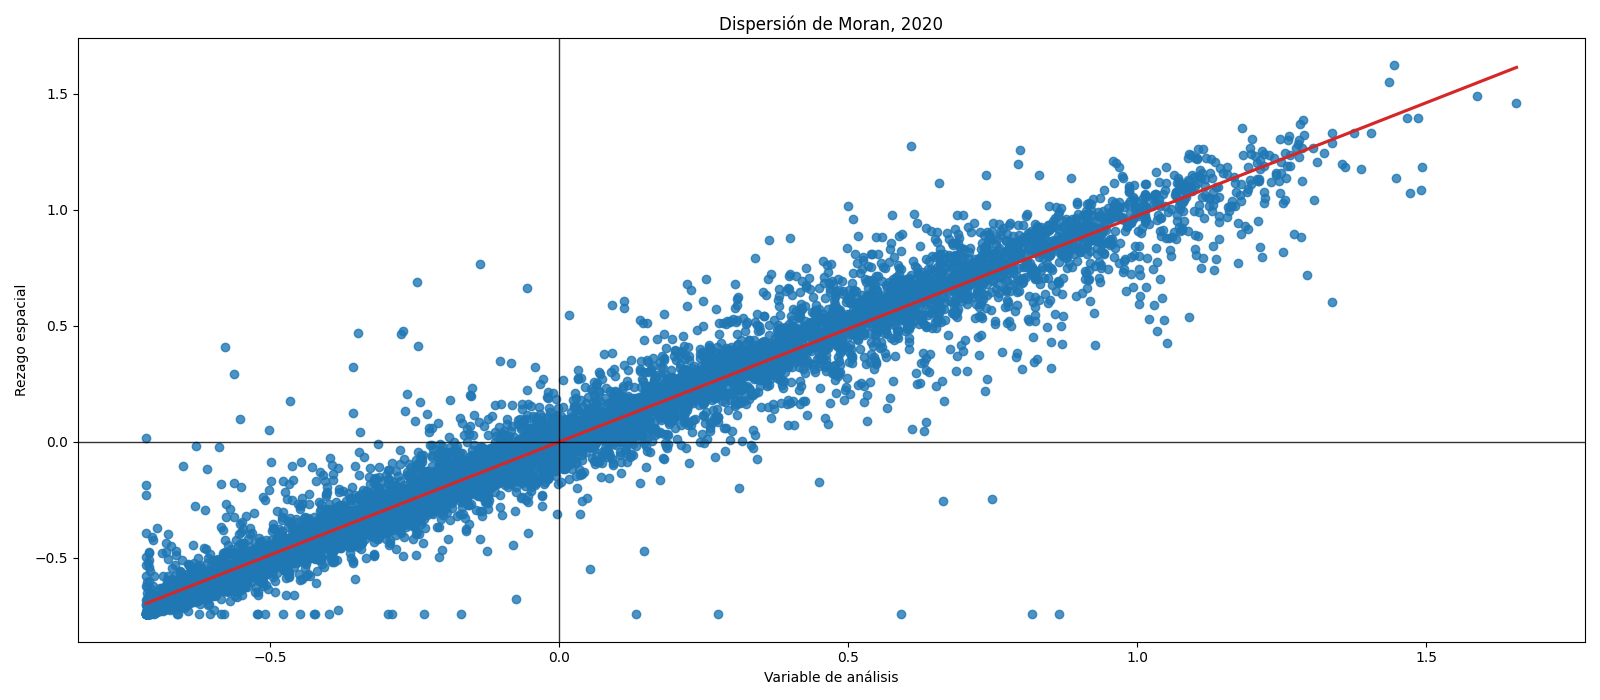 Dispersión de Moran, 2020
1.5
1.0
0.5
0.0
−0.5
Rezago espacial
−0.5 0.0 0.5 1.0 1.5
Variable de análisis